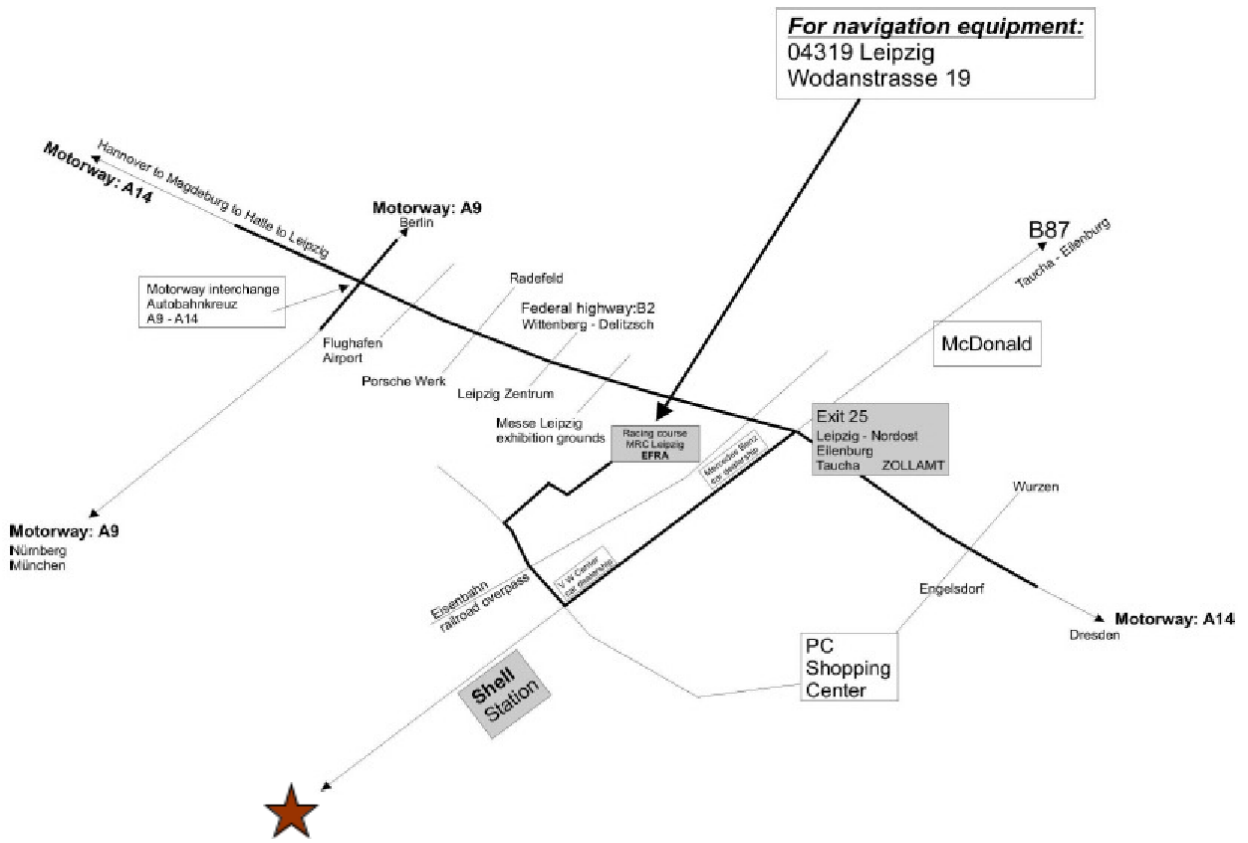 For navigation equipment:
04319 Leipzig
Wodanstrasse 19
Hannover to Magdeburg to Halle to Leipzig
Motorway: A14
Motorway: A9
Berlin
B87
Taucha - Eilenburg
Motorway interchange
Autobahnkreuz
A9 - A14
Radefeld
Federal highway:B2
Wittenberg - Delitzsch
Flughafen
Airport
McDonald
Porsche Werk
Leipzig Zentrum
Messe Leipzig
exhibition grounds
Racing course
MRC Leipzig
EFRA
Mercedes Benz
car dealership
Exit 25
Leipzig - Nordost
Eilenburg
Taucha ZOLLAMT
Wurzen
Motorway: A9
Nürnberg
München
V W Center
car dealership
Eisenbahn
railroad overpass
Engelsdorf
Motorway: A14
Dresden
PC
Shopping
Center
Shell
Station